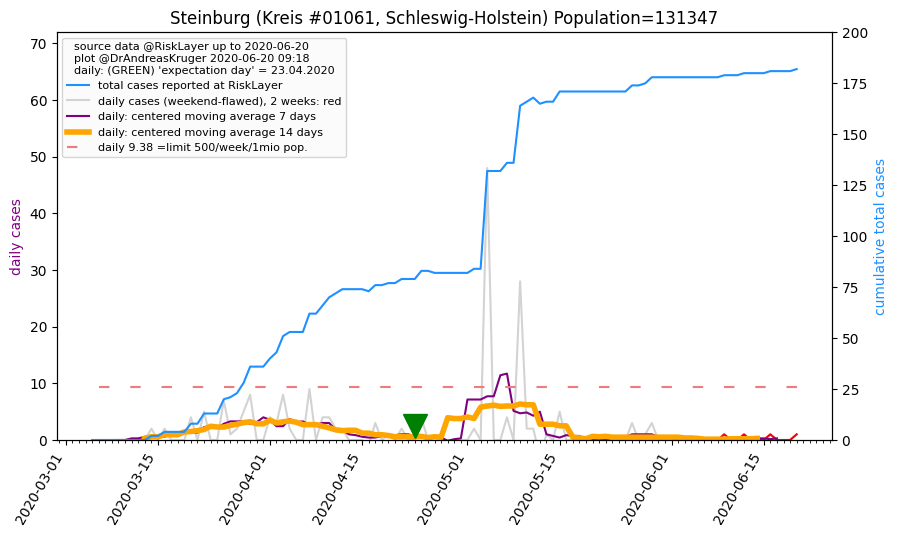 Steinburg (Kreis #01061, Schleswig-Holstein) Population=131347
source data @RiskLayer up to 2020-06-20
plot @DrAndreasKruger 2020-06-20 09:18
daily: (GREEN) 'expectation day' = 23.04.2020
total cases reported at RiskLayer
daily cases (weekend-flawed), 2 weeks: red
daily: centered moving average 7 days
daily: centered moving average 14 days
daily 9.38 =limit 500/week/1mio pop.
daily cases
70
60
50
40
30
20
10
0
200
175
150
125
100
75
50
25
0
cumulative total cases
2020-03-01
2020-03-15
2020-04-01
2020-04-15
2020-05-01
2020-05-15
2020-06-01
2020-06-15